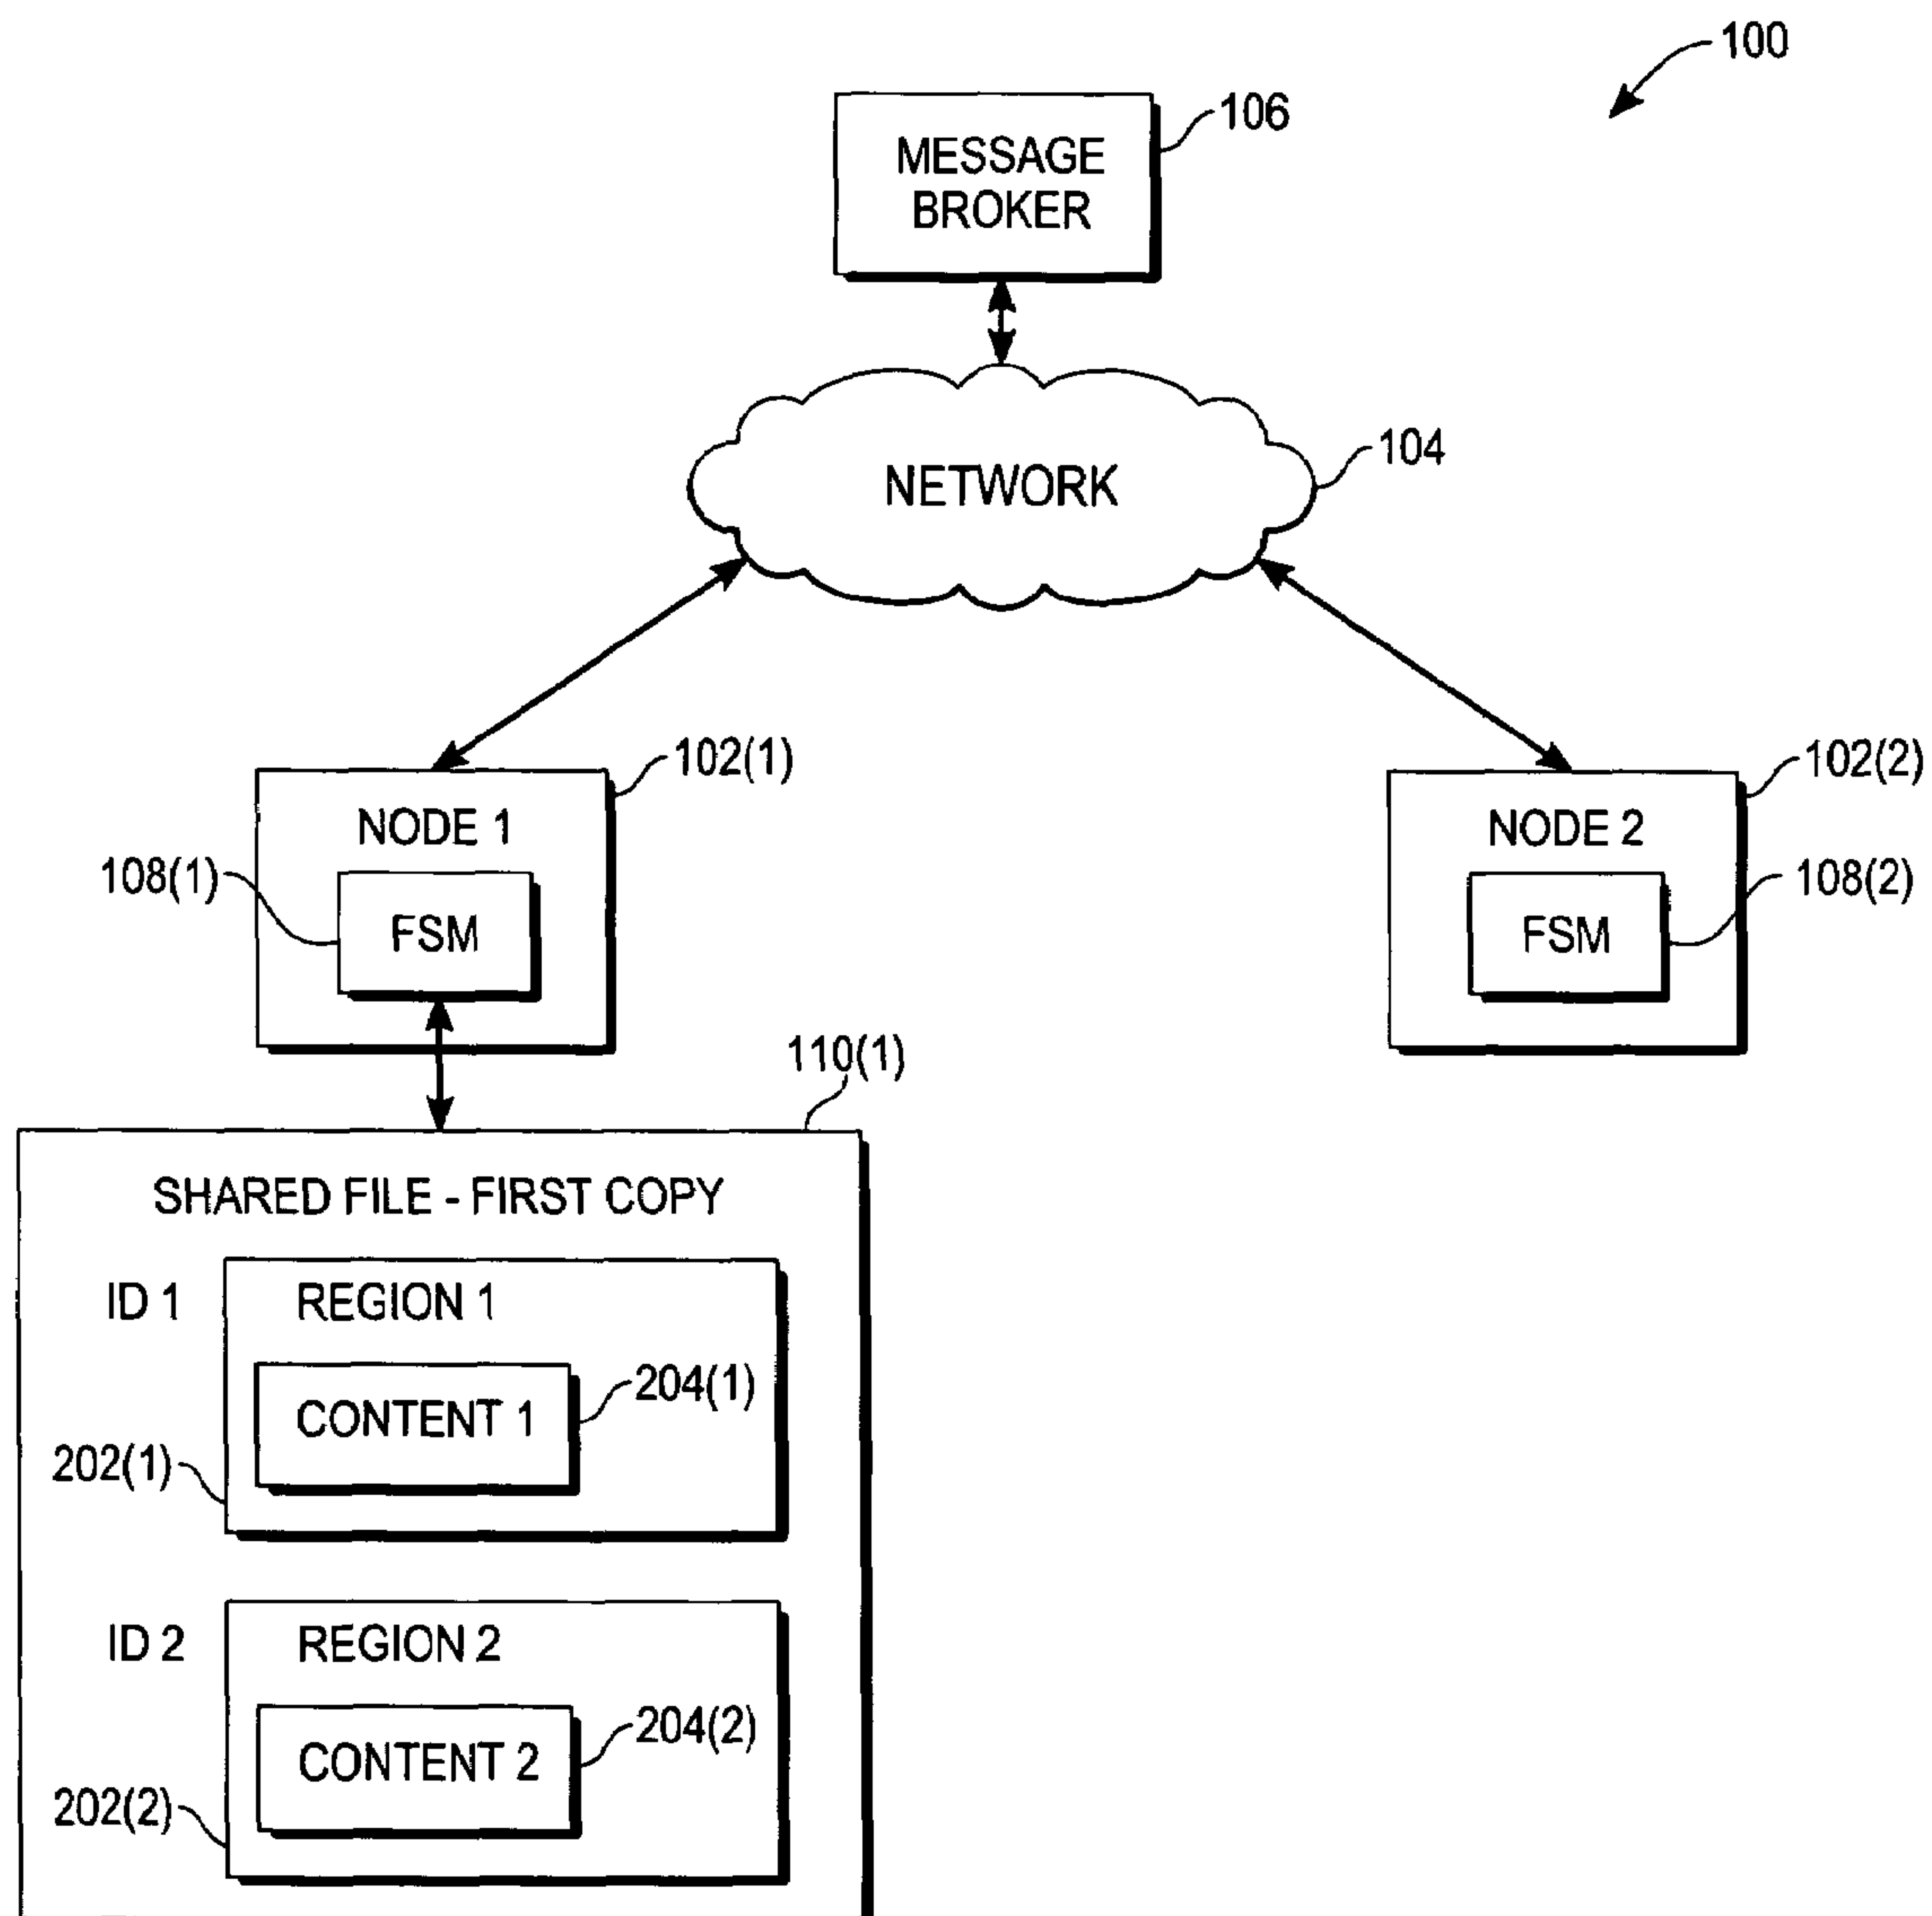 100
106
MESSAGE
BROKER
NETWORK
104
102(1)
102(2)
NODE 1
NODE 2
108(1)
108(2)
FSM
FSM
110(1)
SHARED FILE - FIRST COPY
ID 1
REGION 1
204(1)
CONTENT 1
202(1)
ID 2
REGION 2
204(2)
CONTENT 2
202(2)